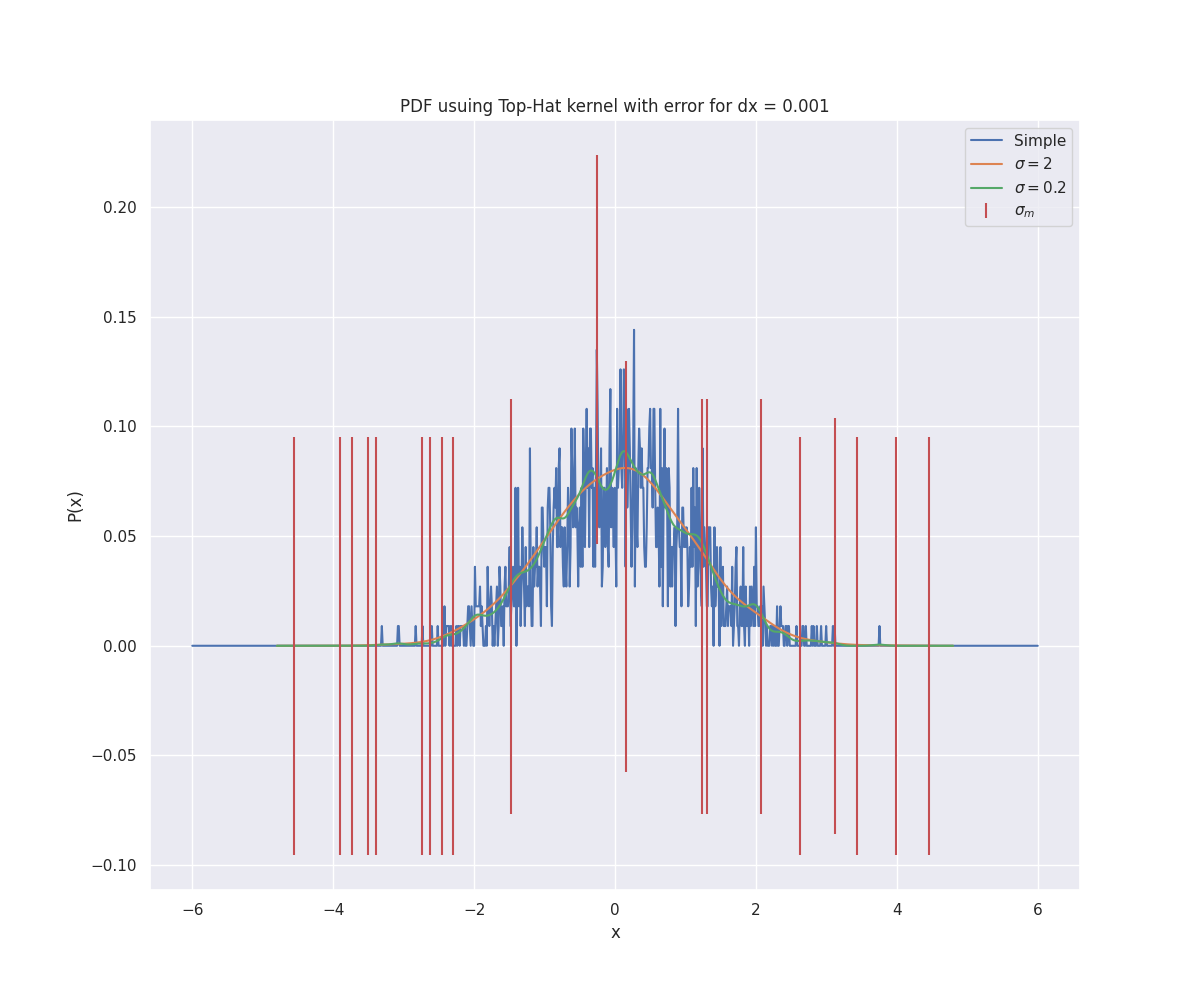 PDF usuing Top-Hat kernel with error for dx = 0.001
Simple
σ = 2
σ = 0.2
σm
0.20
0.15
0.10
0.05
0.00
−0.05
−0.10
P(x)
−6
−4
−2
0
2
4
6
x